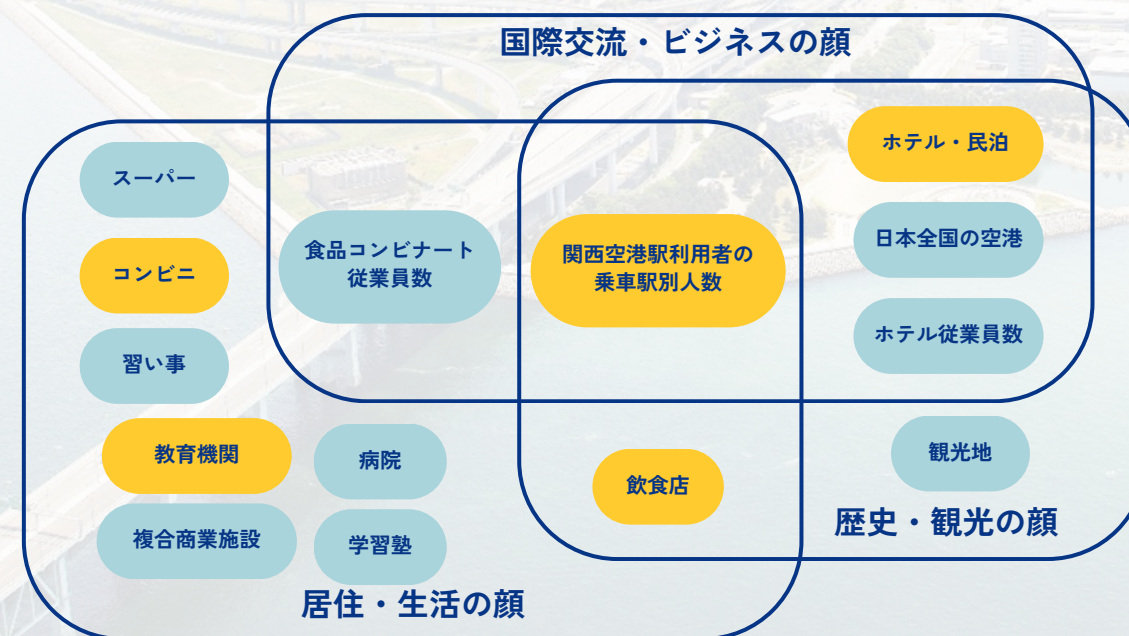 国際交流・ビジネスの顔
ホテル・民泊
スーパー
食品コンビナート
従業員数
関西空港駅利用者の
乗車駅別人数
日本全国の空港
コンビニ
ホテル従業員数
習い事
教育機関
病院
飲食店
観光地
複合商業施設
学習塾
歴史・観光の顔
居住・生活の顔